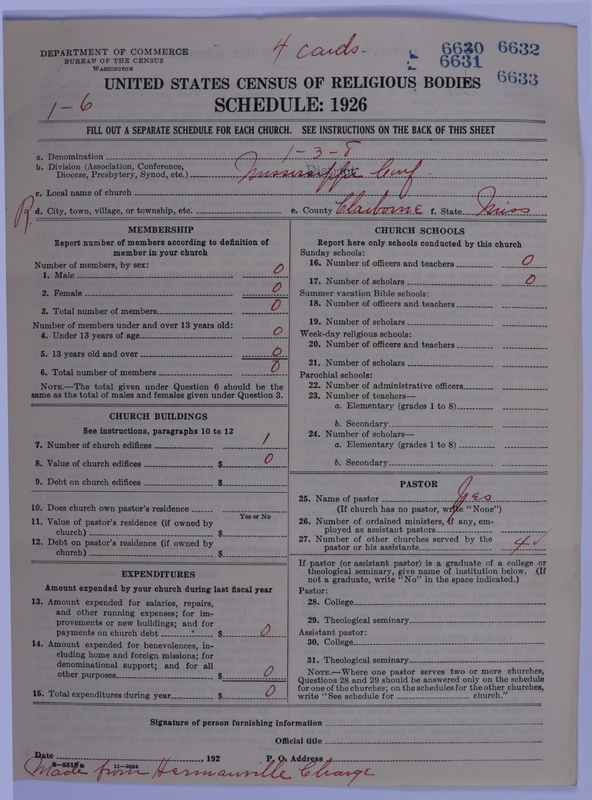 DEPARTMENT OF COMMERCE
BUREAU OF THE CENSUS
WASHINGTON
4 cards.
6630 6632
6631
6633
UNITED STATES CENSUS OF RELIGIOUS BODIES
1-6
SCHEDULE: 1926
FILL OUT A SEPARATE SCHEDULE FOR EACH CHURCH. SEE INSTRUCTIONS ON THE BACK OF THIS SHEET
a. Denomination 1-3-8
b. Division (Association, Conference,
Diocese, Presbytery, Synod, etc.) Mississippi Conf
c. Local name of church
R.
d. City, town, village, or township, etc. e. County Claiborne f. State Miss
MEMBERSHIP
Report number of members according to definition of
member in your church
Number of members, by sex:
1. Male 0
2. Female 0
3. Total number of members 0
Number of members under and over 13 years old:
4. Under 13 years of age 0
5. 13 years old and over 0
6. Total number of members 0
NOTE.—The total given under Question 6 should be the
same as the total of males and females given under Question 3.
CHURCH BUILDINGS
See instructions, paragraphs 10 to 12
7. Number of church edifices 1
8. Value of church edifices $ 0
9. Debt on church edifices $
10. Does church own pastor's residence
Yes or No
11. Value of pastor's residence (if owned by
church) $
12. Debt on pastor's residence (if owned by
church) $
EXPENDITURES
Amount expended by your church during last fiscal year
13. Amount expended for salaries, repairs,
and other running expenses; for im-
provements or new buildings; and for
payments on church debt $ 0
14. Amount expended for benevolences, in-
cluding home and foreign missions; for
denominational support; and for all
other purposes $ 0
15. Total expenditures during year $ 0
CHURCH SCHOOLS
Report here only schools conducted by this church
Sunday schools:
16. Number of officers and teachers 0
17. Number of scholars 0
Summer vacation Bible schools:
18. Number of officers and teachers
19. Number of scholars
Week-day religious schools:
20. Number of officers and teachers
21. Number of scholars
Parochial schools:
22. Number of administrative officers
23. Number of teachers—
a. Elementary (grades 1 to 8)
b. Secondary
24. Number of scholars—
a. Elementary (grades 1 to 8)
b. Secondary
PASTOR
25. Name of pastor Yes
(If church has no pastor, write "None")
26. Number of ordained ministers, if any, em-
ployed as assistant pastors
27. Number of other churches served by the
pastor or his assistants 4 ✓
If pastor (or assistant pastor) is a graduate of a college or
theological seminary, give name of institution below. (If
not a graduate, write "No" in the space indicated.)
Pastor:
28. College
29. Theological seminary
Assistant pastor:
30. College
31. Theological seminary
NOTE.—Where one pastor serves two or more churches,
Questions 28 and 29 should be answered only on the schedule
for one of the churches; on the schedules for the other churches,
write "See schedule for church."
Signature of person furnishing information
Official title
Date , 192 P. O. Address
11-9054
Made from Hermanville Charge